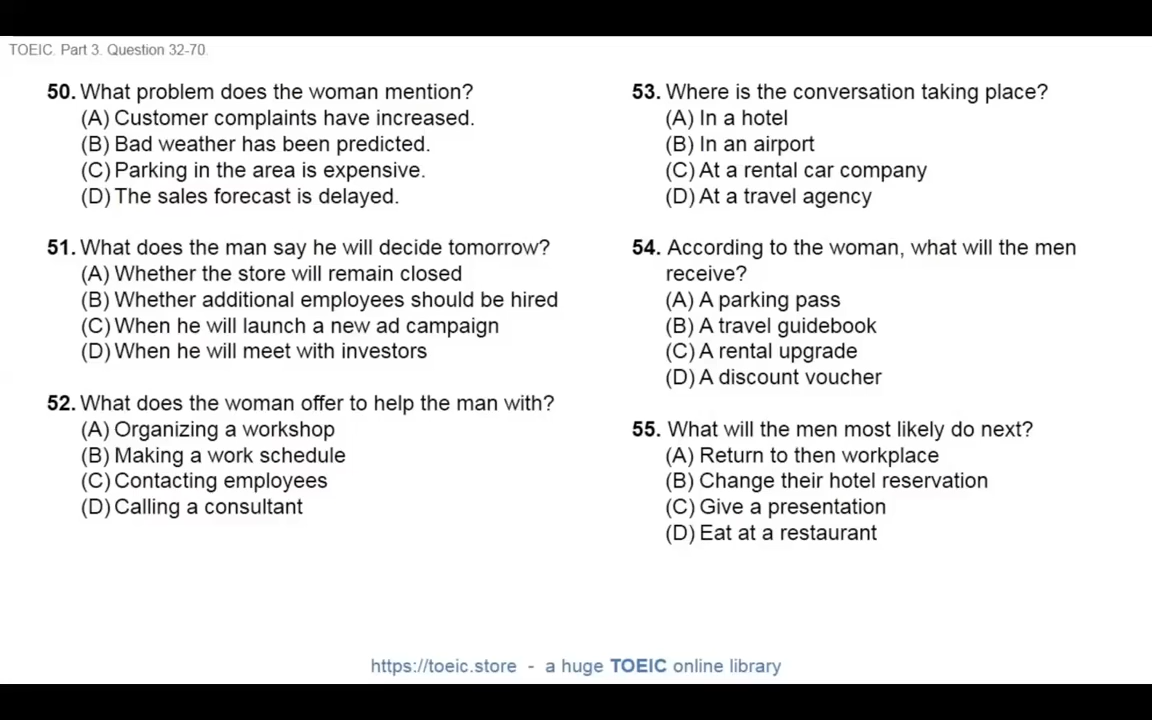 TOEIC. Part 3. Question 32-70.
50. What problem does the woman mention?
(A) Customer complaints have increased.
(B) Bad weather has been predicted.
(C) Parking in the area is expensive.
(D) The sales forecast is delayed.
51. What does the man say he will decide tomorrow?
(A) Whether the store will remain closed
(B) Whether additional employees should be hired
(C) When he will launch a new ad campaign
(D) When he will meet with investors
52. What does the woman offer to help the man with?
(A) Organizing a workshop
(B) Making a work schedule
(C) Contacting employees
(D) Calling a consultant
53. Where is the conversation taking place?
(A) In a hotel
(B) In an airport
(C) At a rental car company
(D) At a travel agency
54. According to the woman, what will the men
receive?
(A) A parking pass
(B) A travel guidebook
(C) A rental upgrade
(D) A discount voucher
55. What will the men most likely do next?
(A) Return to then workplace
(B) Change their hotel reservation
(C) Give a presentation
(D) Eat at a restaurant
https://toeic.store - a huge TOEIC online library